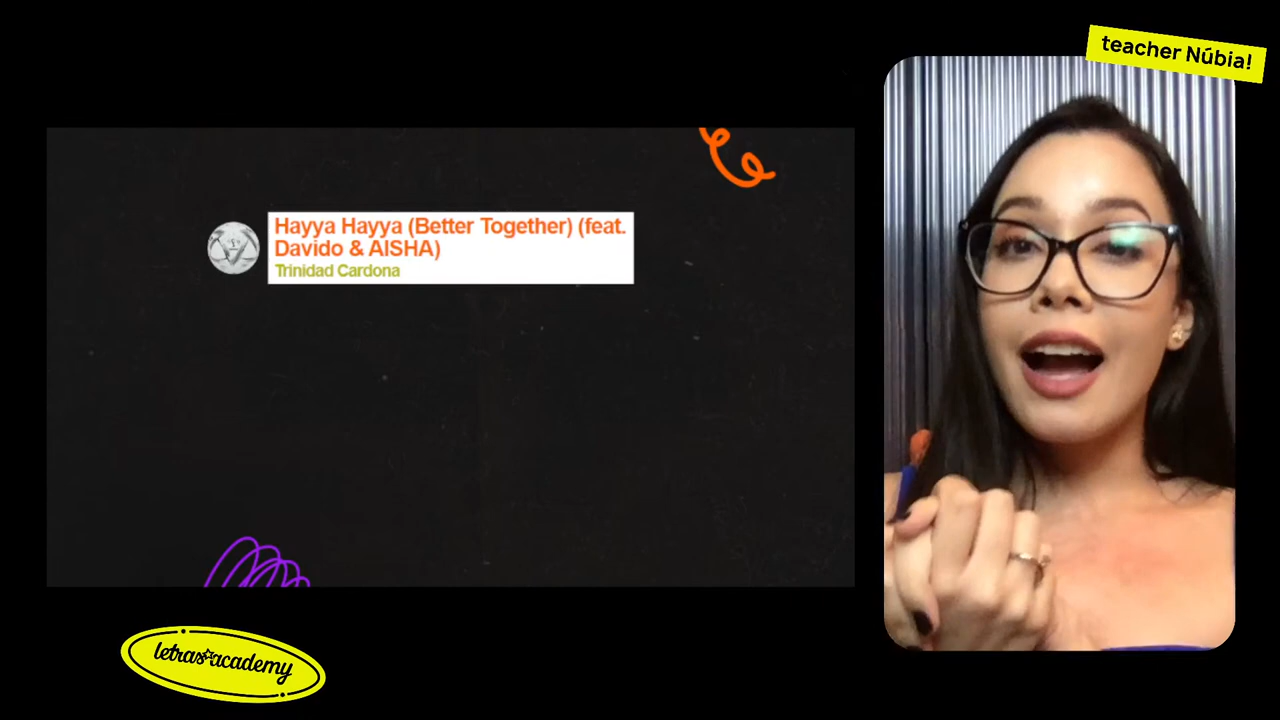 teacher Núbia!
Hayya Hayya (Better Together) (feat.
Davido & AISHA)
Trinidad Cardona
letras academy